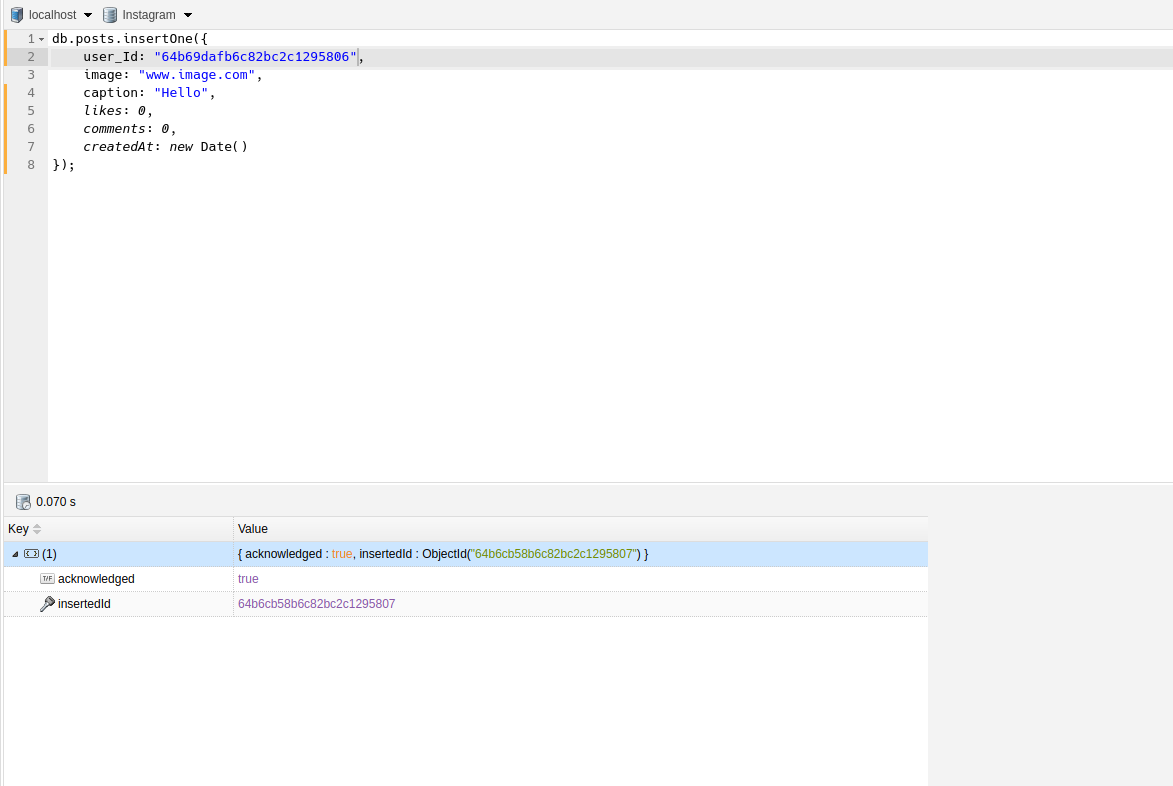 localhost Instagram
1 db.posts.insertOne({
2 user_Id: "64b69dafb6c82bc2c1295806",
3 image: "www.image.com",
4 caption: "Hello",
5 likes: 0,
6 comments: 0,
7 createdAt: new Date()
8 });
0.070 s
Key Value
(1) { acknowledged : true, insertedId : ObjectId("64b6cb58b6c82bc2c1295807") }
T/F acknowledged true
insertedId 64b6cb58b6c82bc2c1295807